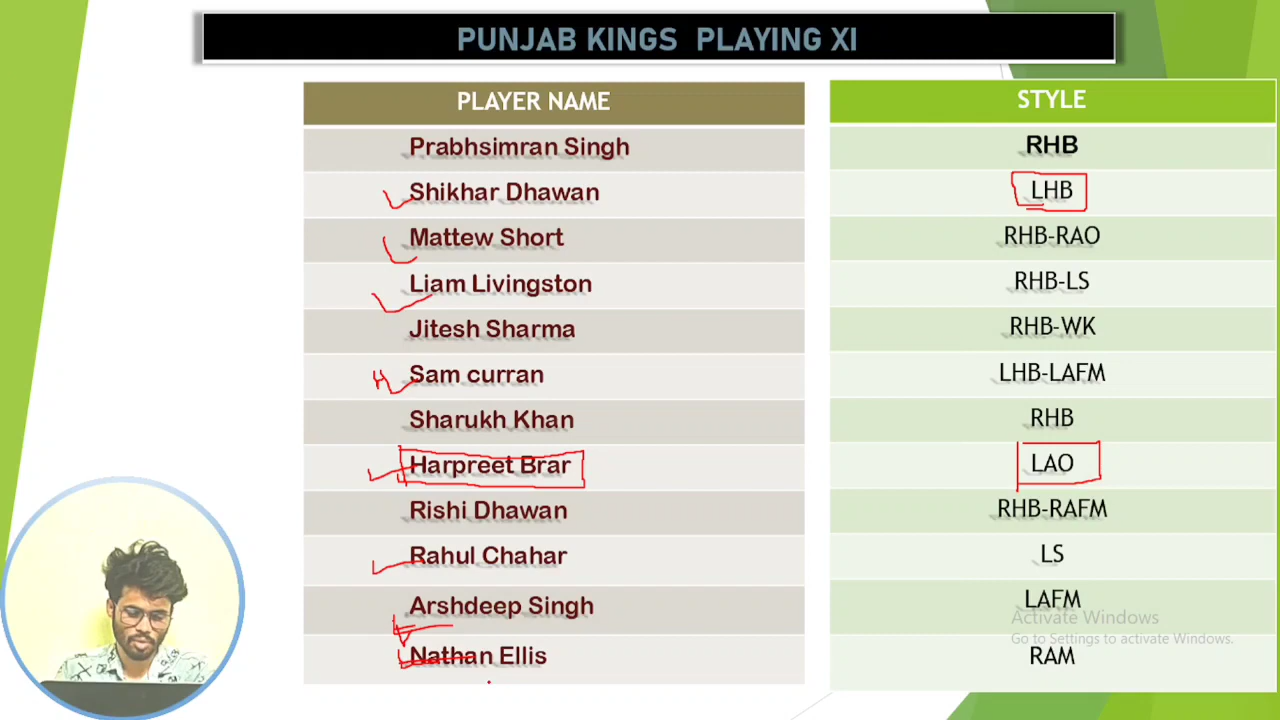 PUNJAB KINGS PLAYING XI
PLAYER NAME STYLE
Prabhsimran Singh RHB
Shikhar Dhawan LHB
Mattew Short RHB-RAO
Liam Livingston RHB-LS
Jitesh Sharma RHB-WK
Sam curran LHB-LAFM
Sharukh Khan RHB
Harpreet Brar LAO
Rishi Dhawan RHB-RAFM
Rahul Chahar LS
Arshdeep Singh LAFM
Activate Windows
Go to Settings to activate Windows.
Nathan Ellis RAM